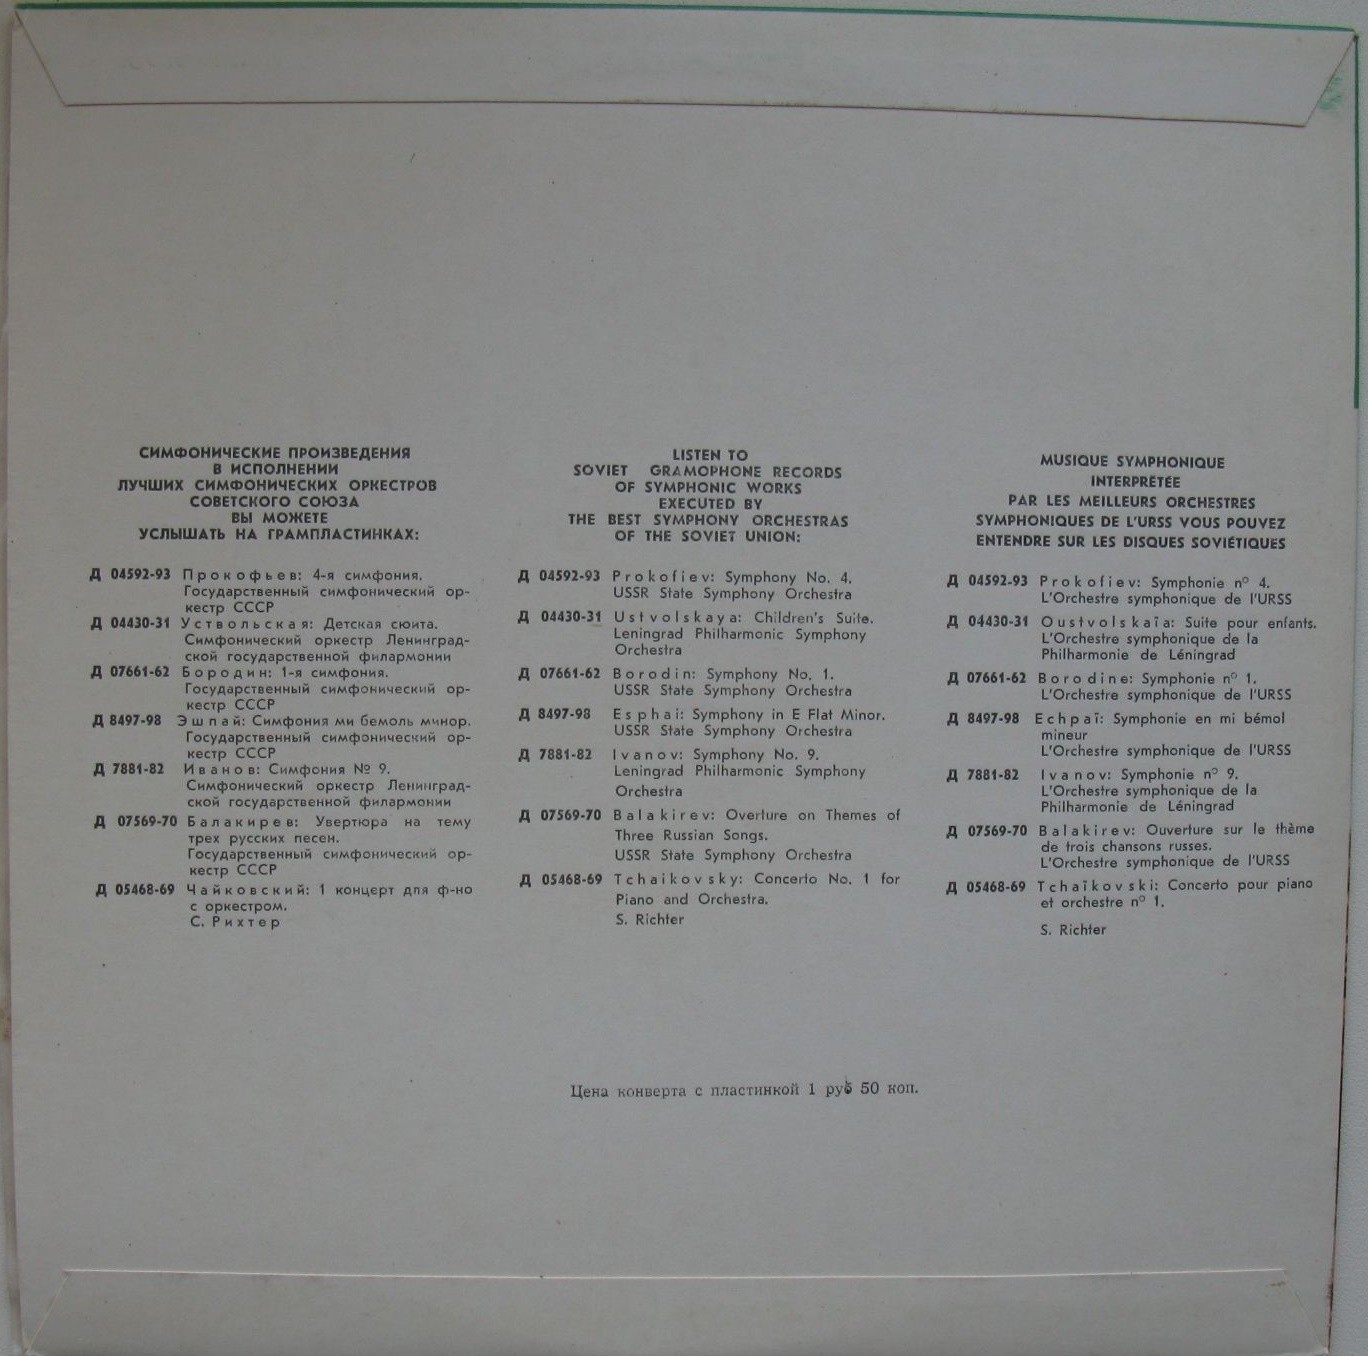 СИМФОНИЧЕСКИЕ ПРОИЗВЕДЕНИЯ
В ИСПОЛНЕНИИ
ЛУЧШИХ СИМФОНИЧЕСКИХ ОРКЕСТРОВ
СОВЕТСКОГО СОЮЗА
ВЫ МОЖЕТЕ
УСЛЫШАТЬ НА ГРАМПЛАСТИНКАХ:
Д 04592-93 Прокофьев: 4-я симфония.
Государственный симфонический ор-
кестр СССР
Д 04430-31 Уствольская: Детская сюита.
Симфонический оркестр Ленинград-
ской государственной филармонии
Д 07661-62 Бородин: 1-я симфония.
Государственный симфонический ор-
кестр СССР
Д 8497-98 Эшпай: Симфония ми бемоль минор.
Государственный симфонический ор-
кестр СССР
Д 7881-82 Иванов: Симфония № 9.
Симфонический оркестр Ленинград-
ской государственной филармонии
Д 07569-70 Балакирев: Увертюра на тему
трех русских песен.
Государственный симфонический ор-
кестр СССР
Д 05468-69 Чайковский: 1 концерт для ф-но
с оркестром.
С. Рихтер
LISTEN TO
SOVIET GRAMOPHONE RECORDS
OF SYMPHONIC WORKS
EXECUTED BY
THE BEST SYMPHONY ORCHESTRAS
OF THE SOVIET UNION:
Д 04592-93 Prokofiev: Symphony No. 4.
USSR State Symphony Orchestra
Д 04430-31 Ustvolskaya: Children's Suite.
Leningrad Philharmonic Symphony
Orchestra
Д 07661-62 Borodin: Symphony No. 1.
USSR State Symphony Orchestra
Д 8497-98 Esphai: Symphony in E Flat Minor.
USSR State Symphony Orchestra
Д 7881-82 Ivanov: Symphony No. 9.
Leningrad Philharmonic Symphony
Orchestra
Д 07569-70 Balakirev: Overture on Themes of
Three Russian Songs.
USSR State Symphony Orchestra
Д 05468-69 Tchaikovsky: Concerto No. 1 for
Piano and Orchestra.
S. Richter
MUSIQUE SYMPHONIQUE
INTERPRÉTÉE
PAR LES MEILLEURS ORCHESTRES
SYMPHONIQUES DE L'URSS VOUS POUVEZ
ENTENDRE SUR LES DISQUES SOVIÉTIQUES
Д 04592-93 Prokofiev: Symphonie n° 4.
L'Orchestre symphonique de l'URSS
Д 04430-31 Oustvolskaïa: Suite pour enfants.
L'Orchestre symphonique de la
Philharmonie de Léningrad
Д 07661-62 Borodine: Symphonie n° 1.
L'Orchestre symphonique de l'URSS
Д 8497-98 Echpaï: Symphonie en mi bémol
mineur
L'Orchestre symphonique de l'URSS
Д 7881-82 Ivanov: Symphonie n° 9.
L'Orchestre symphonique de la
Philharmonie de Léningrad
Д 07569-70 Balakirev: Ouverture sur le thème
de trois chansons russes.
L'Orchestre symphonique de l'URSS
Д 05468-69 Tchaïkovski: Concerto pour piano
et orchestre n° 1.
S. Richter
Цена конверта с пластинкой 1 руб 50 коп.